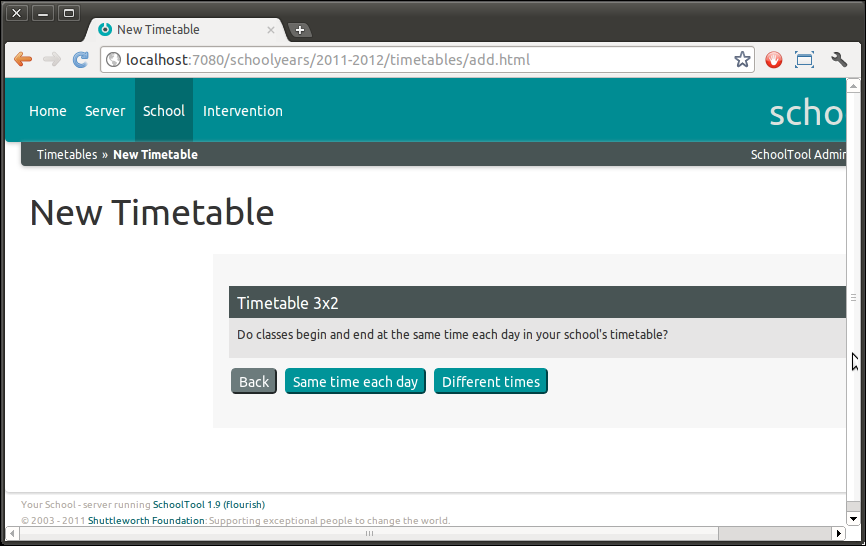 New Timetable
localhost:7080/schoolyears/2011-2012/timetables/add.html
Home Server School Intervention
scho
Timetables » New Timetable
SchoolTool Admin
New Timetable
Timetable 3x2
Do classes begin and end at the same time each day in your school's timetable?
Back Same time each day Different times
Your School - server running SchoolTool 1.9 (flourish)
© 2003 - 2011 Shuttleworth Foundation: Supporting exceptional people to change the world.